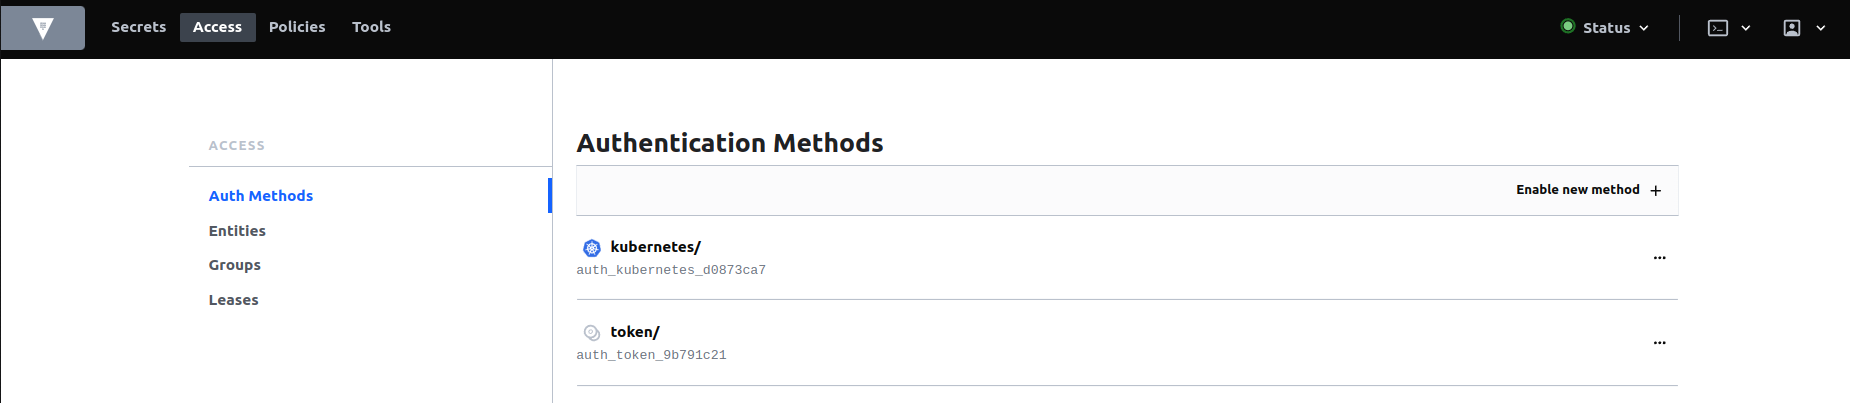 Secrets Access Policies Tools Status
ACCESS
Auth Methods
Entities
Groups
Leases
Authentication Methods
Enable new method +
kubernetes/
auth_kubernetes_d0873ca7
token/
auth_token_9b791c21